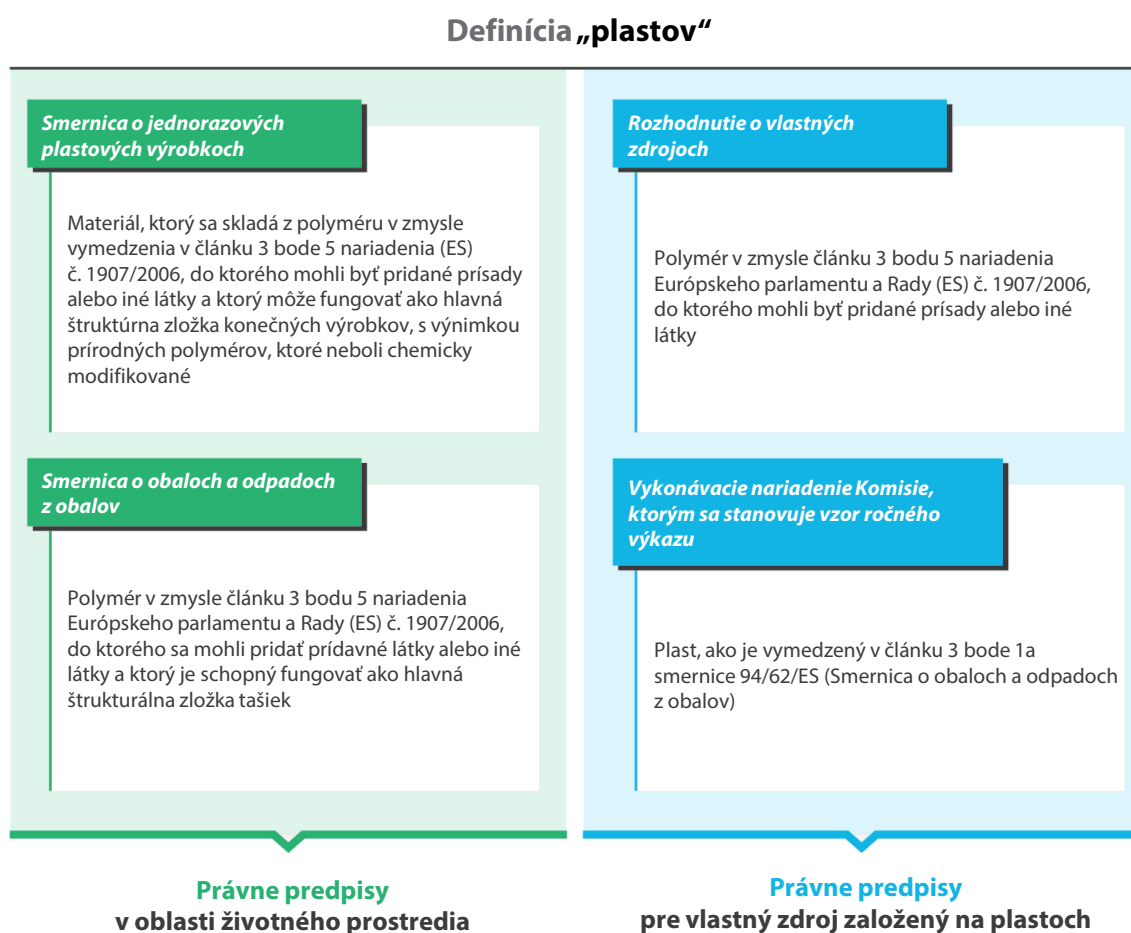 Definícia „plastov“
Smernica o jednorazových
plastových výrobkoch
Materiál, ktorý sa skladá z polyméru v zmysle
vymedzenia v článku 3 bode 5 nariadenia (ES)
č. 1907/2006, do ktorého mohli byť pridané prísady
alebo iné látky a ktorý môže fungovať ako hlavná
štruktúrna zložka konečných výrobkov, s výnimkou
prírodných polymérov, ktoré neboli chemicky
modifikované
Smernica o obaloch a odpadoch
z obalov
Polymér v zmysle článku 3 bodu 5 nariadenia
Európskeho parlamentu a Rady (ES) č. 1907/2006,
do ktorého sa mohli pridať prídavné látky alebo iné
látky a ktorý je schopný fungovať ako hlavná
štrukturálna zložka tašiek
Právne predpisy
v oblasti životného prostredia
Rozhodnutie o vlastných
zdrojoch
Polymér v zmysle článku 3 bodu 5 nariadenia
Európskeho parlamentu a Rady (ES) č. 1907/2006,
do ktorého mohli byť pridané prísady alebo iné
látky
Vykonávacie nariadenie Komisie,
ktorým sa stanovuje vzor ročného
výkazu
Plast, ako je vymedzený v článku 3 bode 1a
smernice 94/62/ES (Smernica o obaloch a odpadoch
z obalov)
Právne predpisy
pre vlastný zdroj založený na plastoch